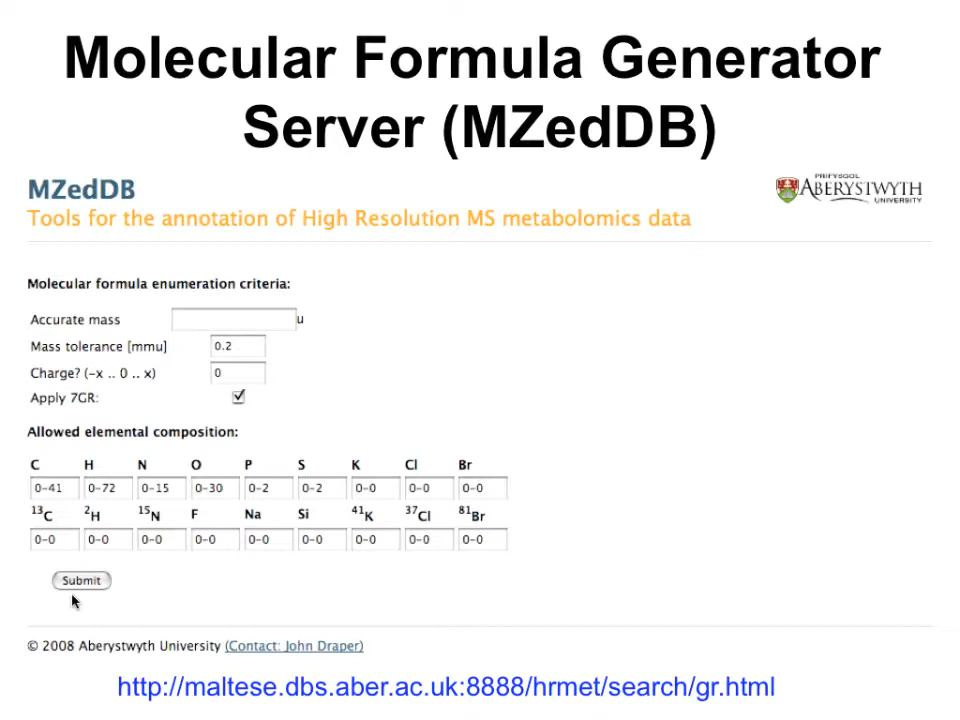 Molecular Formula Generator
Server (MZedDB)
MZedDB
Tools for the annotation of High Resolution MS metabolomics data
PRIFYSGOL
ABERYSTWYTH
UNIVERSITY
Molecular formula enumeration criteria:
Accurate mass u
Mass tolerance [mmu] 0.2
Charge? (-x .. 0 .. x) 0
Apply 7GR:
Allowed elemental composition:
C H N O P S K Cl Br
0-41 0-72 0-15 0-30 0-2 0-2 0-0 0-0 0-0
¹³C ²H ¹⁵N F Na Si ⁴¹K ³⁷Cl ⁸¹Br
0-0 0-0 0-0 0-0 0-0 0-0 0-0 0-0 0-0
Submit
© 2008 Aberystwyth University (Contact: John Draper)
http://maltese.dbs.aber.ac.uk:8888/hrmet/search/gr.html